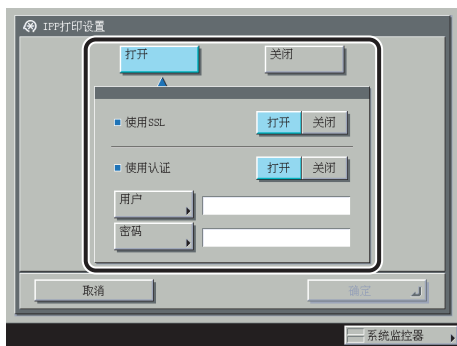 IPP打印设置
打开 关闭
使用SSL 打开 关闭
使用认证 打开 关闭
用户
密码
取消 确定
系统监控器